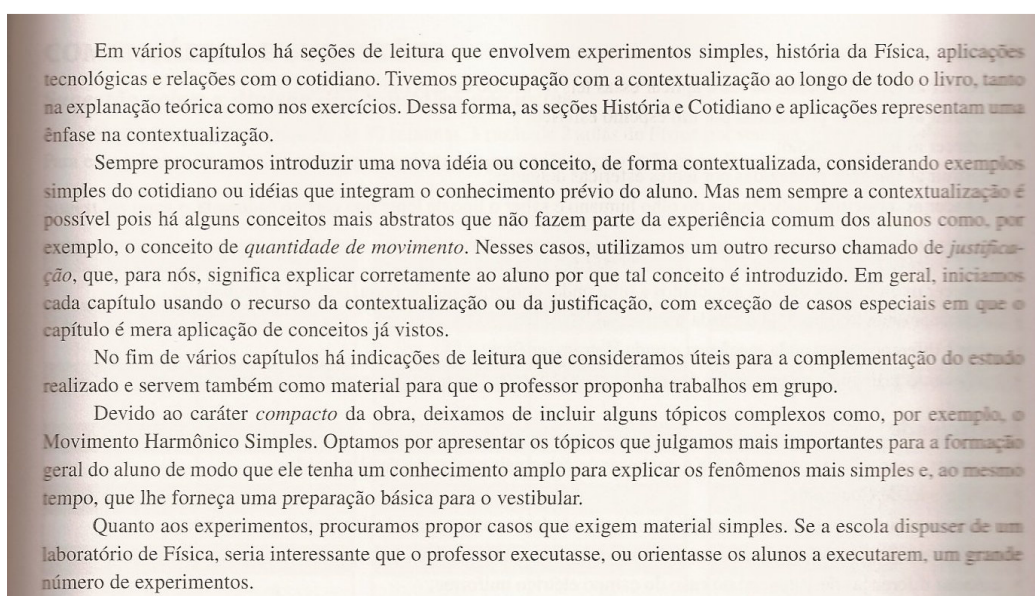 Em vários capítulos há seções de leitura que envolvem experimentos simples, história da Física, aplicações
tecnológicas e relações com o cotidiano. Tivemos preocupação com a contextualização ao longo de todo o livro, tanto
na explanação teórica como nos exercícios. Dessa forma, as seções História e Cotidiano e aplicações representam uma
ênfase na contextualização.
Sempre procuramos introduzir uma nova idéia ou conceito, de forma contextualizada, considerando exemplos
simples do cotidiano ou idéias que integram o conhecimento prévio do aluno. Mas nem sempre a contextualização é
possível pois há alguns conceitos mais abstratos que não fazem parte da experiência comum dos alunos como, por
exemplo, o conceito de quantidade de movimento. Nesses casos, utilizamos um outro recurso chamado de justifica-
ção, que, para nós, significa explicar corretamente ao aluno por que tal conceito é introduzido. Em geral, iniciamos
cada capítulo usando o recurso da contextualização ou da justificação, com exceção de casos especiais em que o
capítulo é mera aplicação de conceitos já vistos.
No fim de vários capítulos há indicações de leitura que consideramos úteis para a complementação do estudo
realizado e servem também como material para que o professor proponha trabalhos em grupo.
Devido ao caráter compacto da obra, deixamos de incluir alguns tópicos complexos como, por exemplo, o
Movimento Harmônico Simples. Optamos por apresentar os tópicos que julgamos mais importantes para a formação
geral do aluno de modo que ele tenha um conhecimento amplo para explicar os fenômenos mais simples e, ao mesmo
tempo, que lhe forneça uma preparação básica para o vestibular.
Quanto aos experimentos, procuramos propor casos que exigem material simples. Se a escola dispuser de um
laboratório de Física, seria interessante que o professor executasse, ou orientasse os alunos a executarem, um grande
número de experimentos.